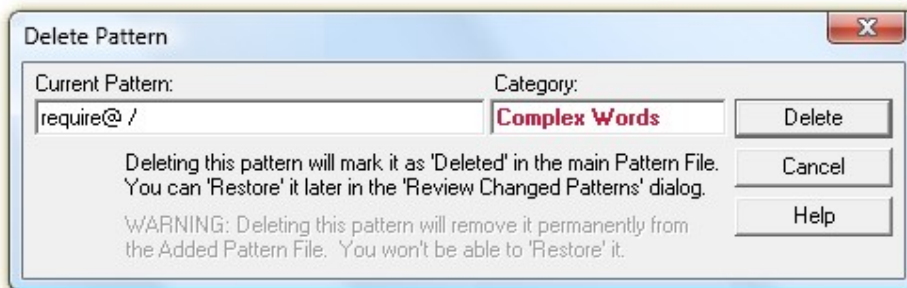 Delete Pattern
Current Pattern:
Category:
require@ /
Complex Words
Delete
Deleting this pattern will mark it as 'Deleted' in the main Pattern File.
You can 'Restore' it later in the 'Review Changed Patterns' dialog.
Cancel
WARNING: Deleting this pattern will remove it permanently from
the Added Pattern File.  You won't be able to 'Restore' it.
Help